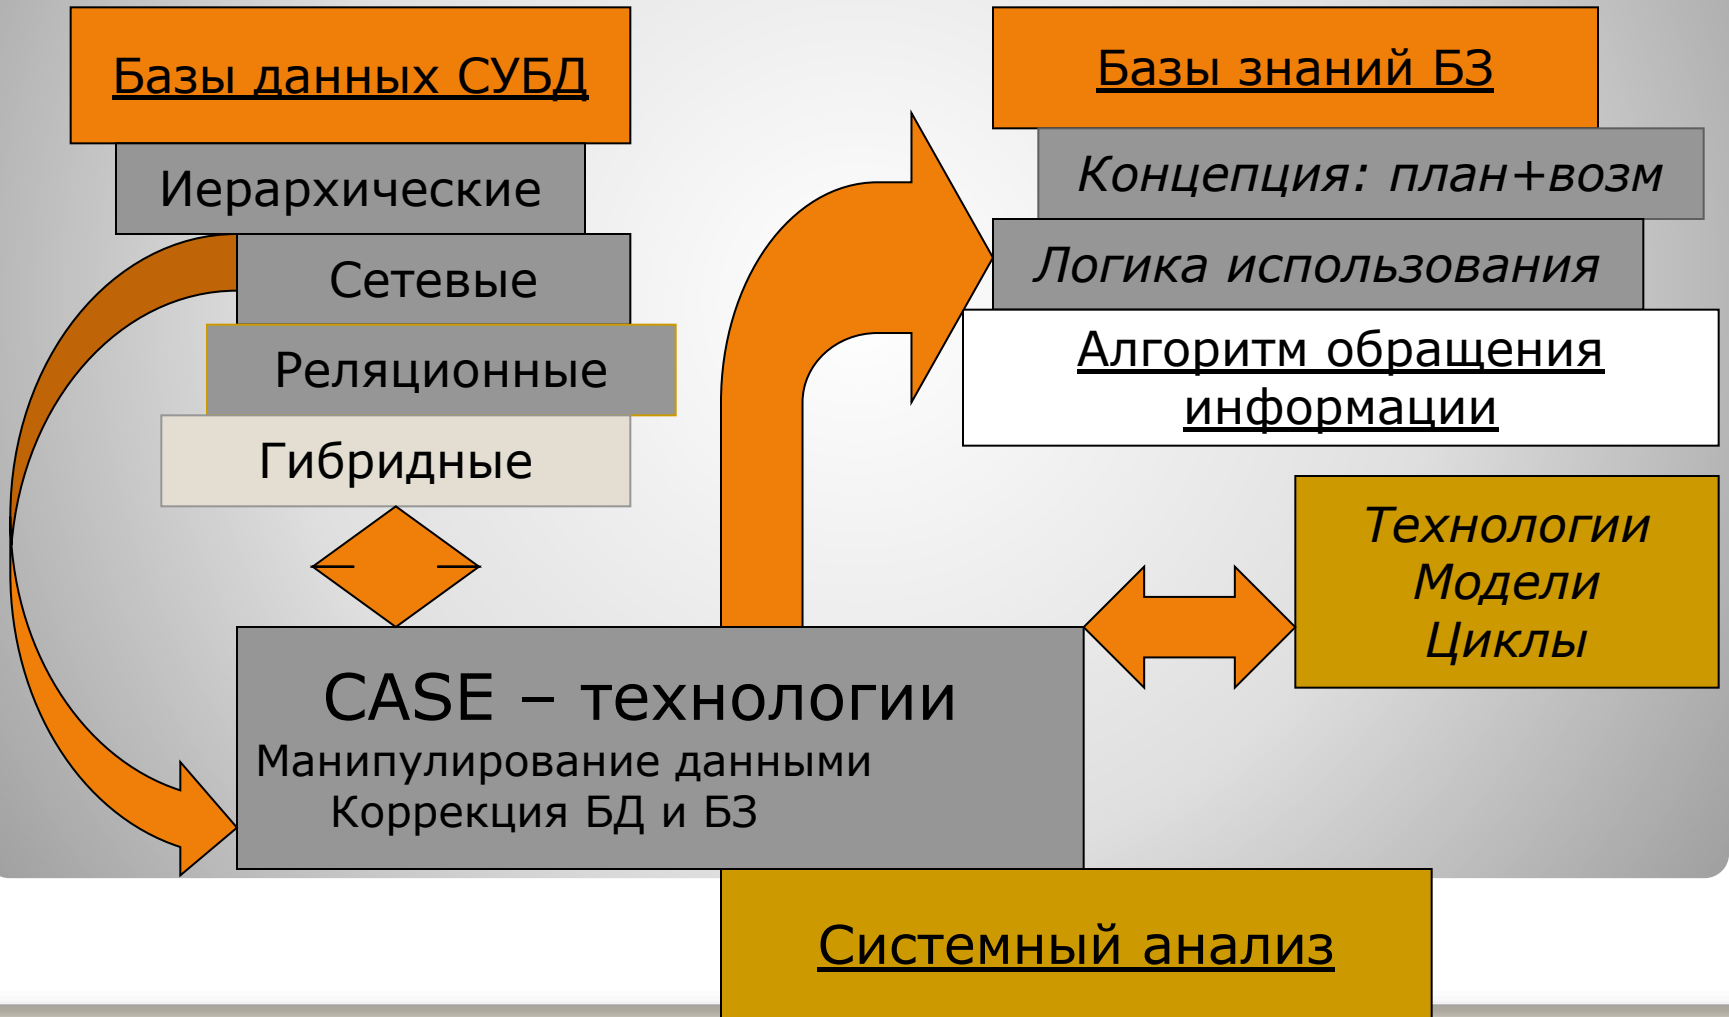 Базы данных СУБД
Иерархические
Сетевые
Реляционные
Гибридные
Базы знаний БЗ
Концепция: план+возм
Логика использования
Алгоритм обращения
информации
Технологии
Модели
Циклы
CASE – технологии
Манипулирование данными
Коррекция БД и БЗ
Системный анализ